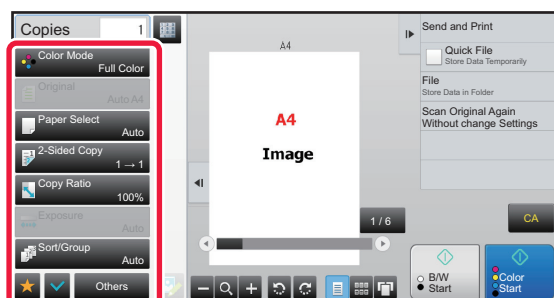 Copies
1
Color Mode
Full Color
Original
Auto A4
Paper Select
Auto
2-Sided Copy
1→1
Copy Ratio
100%
Exposure
Auto
Sort/Group
Auto
Others
A4
A4
Image
1 / 6
Send and Print
Quick File
Store Data Temporarily
File
Store Data in Folder
Scan Original Again
Without change Settings
CA
B/W
Start
Color
Start